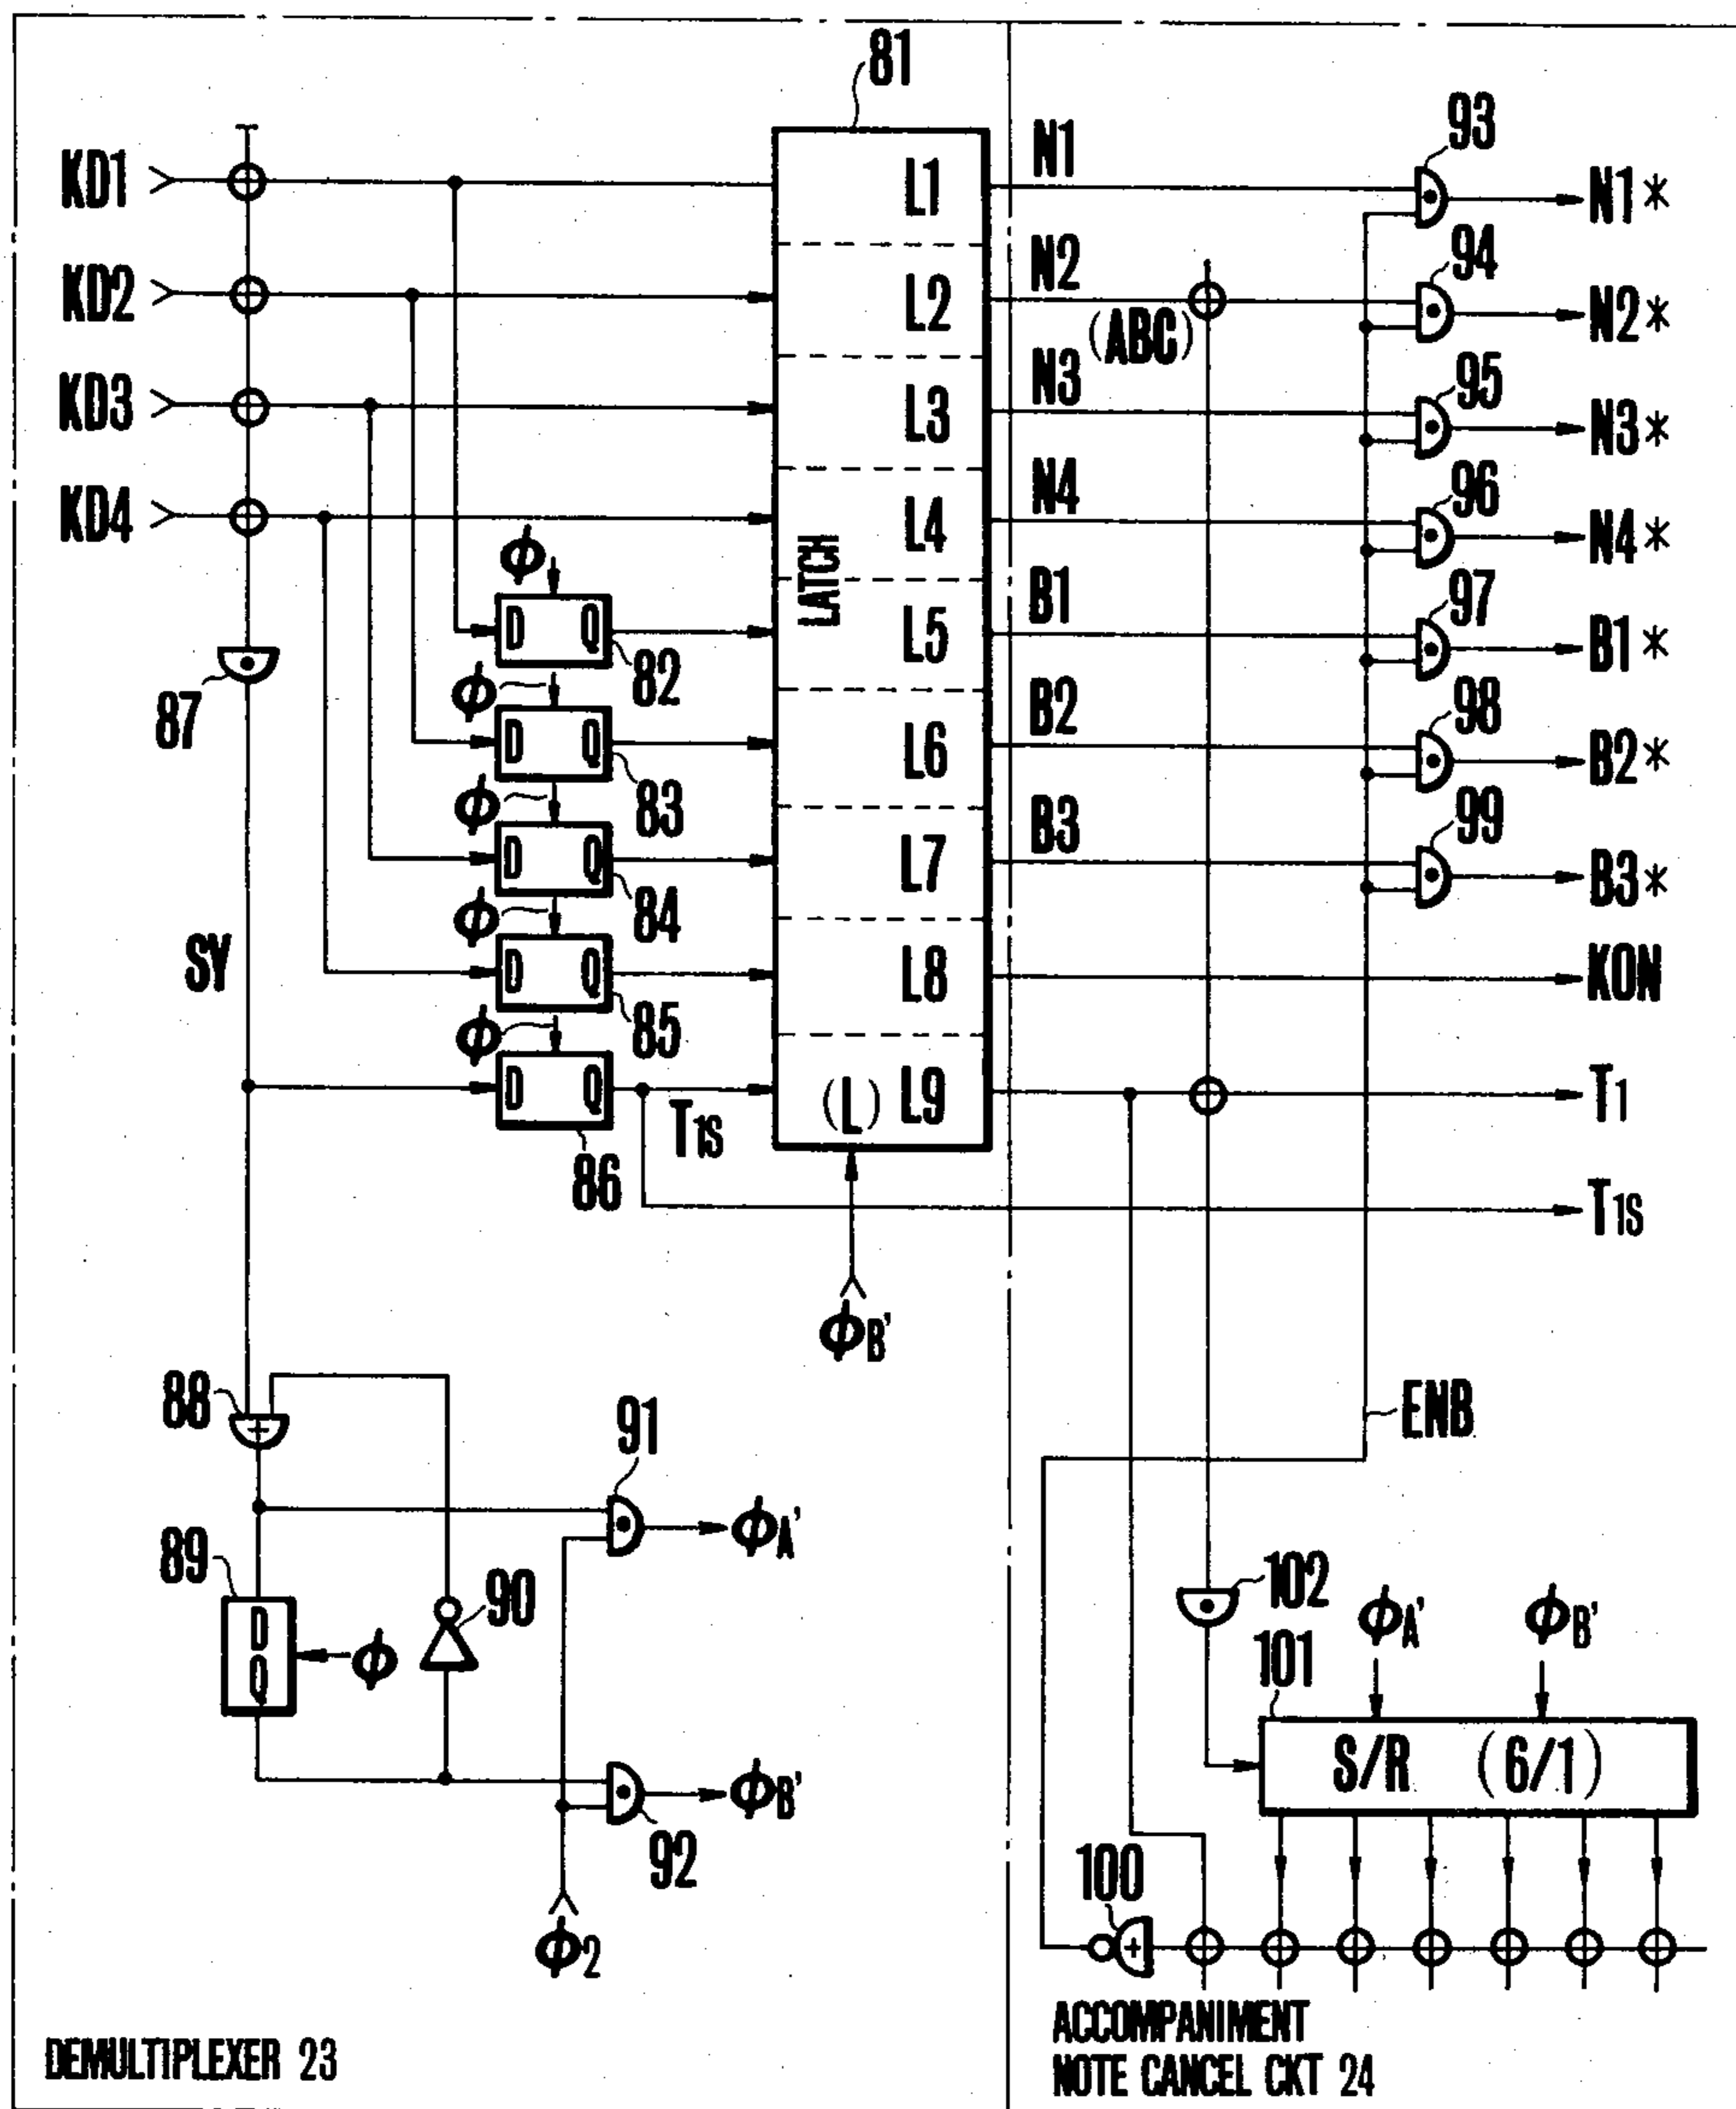 81
KD1
KD2
KD3
KD4
87
SY
ϕ
D Q
82
ϕ
D Q
83
ϕ
D Q
84
ϕ
D Q
85
ϕ
D Q
86
T1S
LATCH
L1
L2
L3
L4
L5
L6
L7
L8
(L) L9
ϕB'
N1
N2
(ABC)
N3
N4
B1
B2
B3
93
N1*
94
N2*
95
N3*
96
N4*
97
B1*
98
B2*
99
B3*
KON
T1
T1S
ENB
88
+
89
D
Q
ϕ
90
91
ϕA'
92
ϕB'
ϕ2
102
101
ϕA'
ϕB'
S/R (6/1)
100
+
DEMULTIPLEXER 23
ACCOMPANIMENT
NOTE CANCEL CKT 24